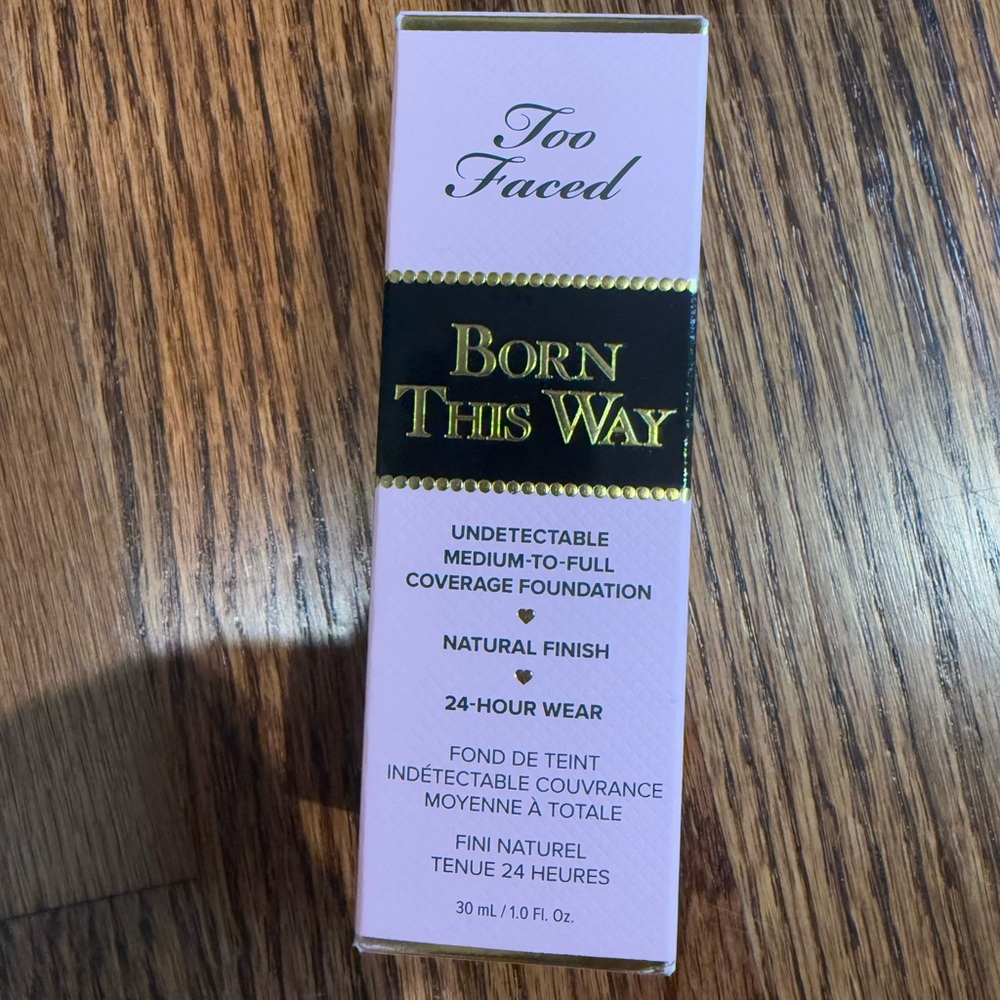 Too
Faced
BORN
THIS WAY
UNDETECTABLE
MEDIUM-TO-FULL
COVERAGE FOUNDATION
NATURAL FINISH
24-HOUR WEAR
FOND DE TEINT
INDÉTECTABLE COUVRANCE
MOYENNE À TOTALE
FINI NATUREL
TENUE 24 HEURES
30 mL / 1.0 Fl. Oz.